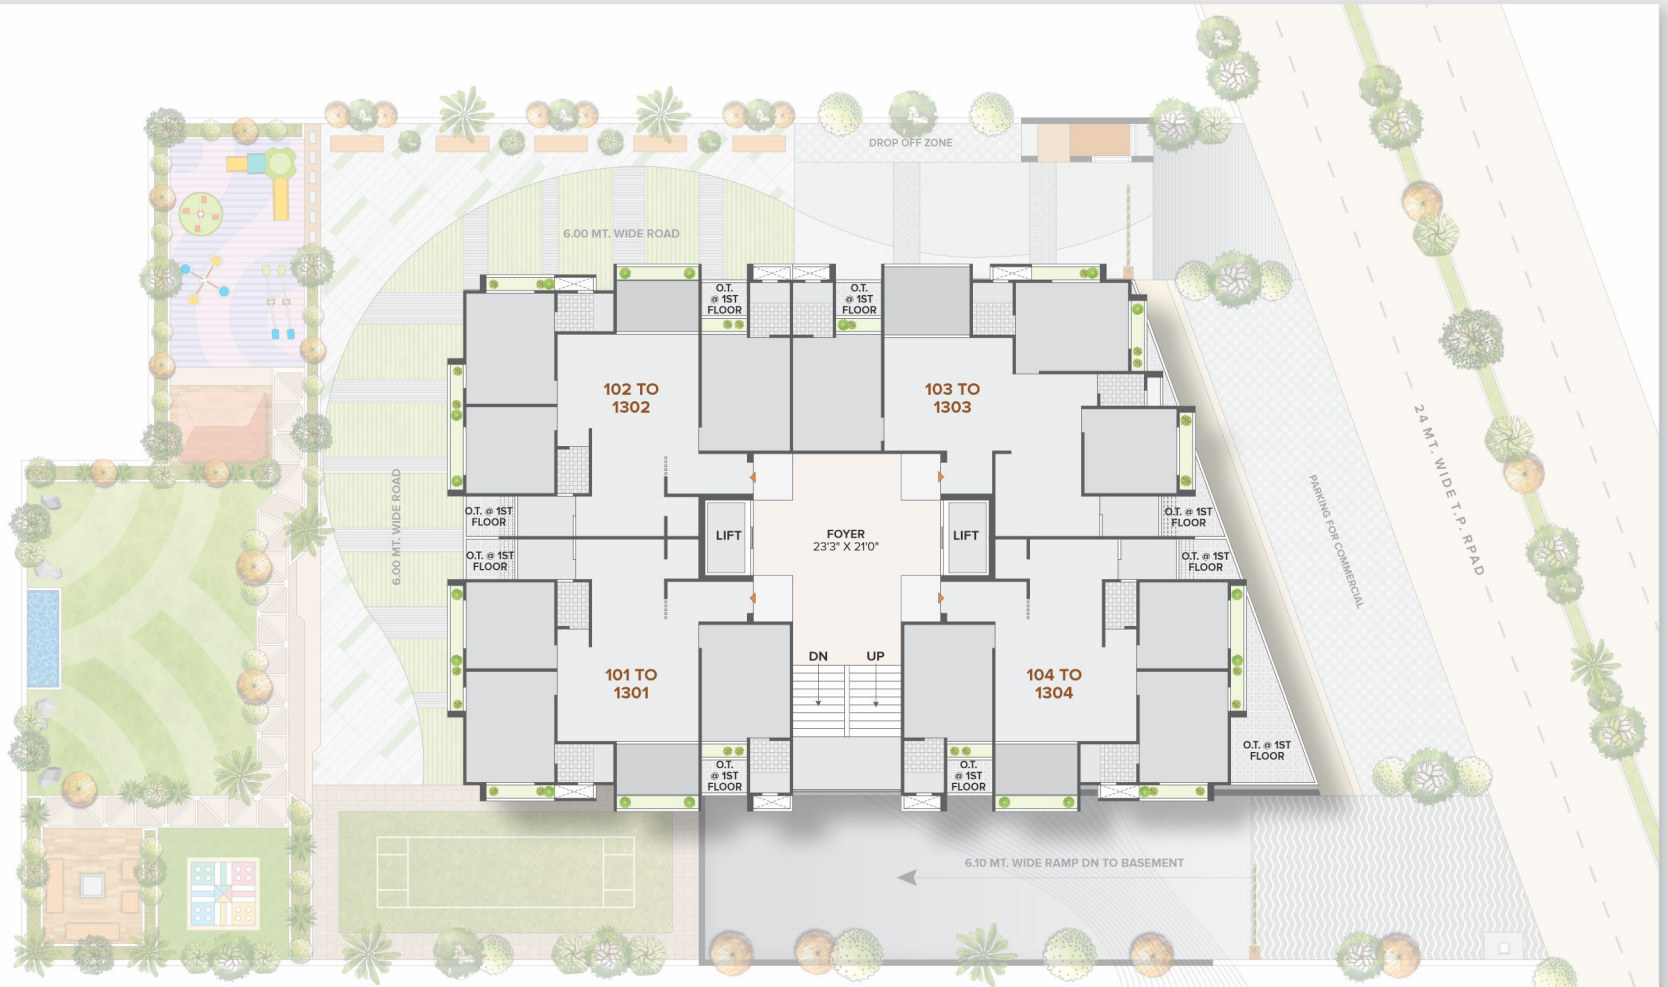 DROP OFF ZONE
6.00 MT. WIDE ROAD
O.T.
@ 1ST
FLOOR
O.T.
@ 1ST
FLOOR
102 TO
1302
103 TO
1303
24 MT. WIDE T.P. RPAD
PARKING FOR COMMERCIAL
6.00 MT. WIDE ROAD
O.T. @ 1ST
FLOOR
O.T. @ 1ST
FLOOR
LIFT
FOYER
23'3" X 21'0"
LIFT
O.T. @ 1ST
FLOOR
O.T. @ 1ST
FLOOR
DN
UP
101 TO
1301
104 TO
1304
O.T. @ 1ST
FLOOR
O.T.
@ 1ST
FLOOR
O.T.
@ 1ST
FLOOR
6.10 MT. WIDE RAMP DN TO BASEMENT